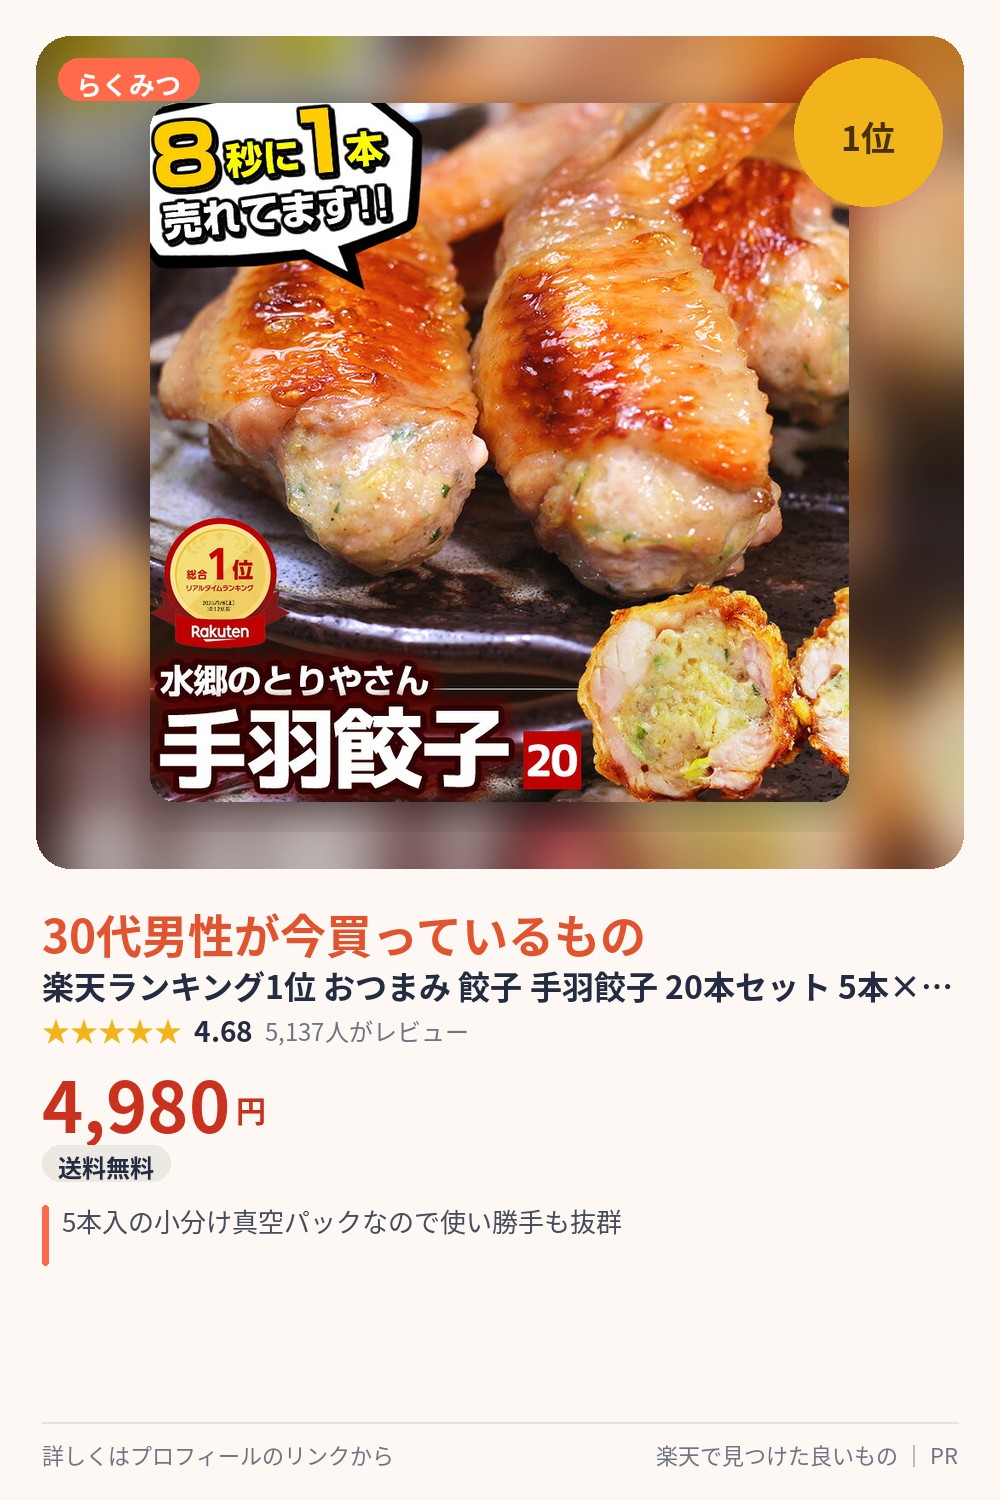 らくみつ
1位
8秒に1本
売れてます!!
総合1位
リアルタイムランキング
Rakuten
水郷のとりやさん
手羽餃子 20
30代男性が今買っているもの
楽天ランキング1位 おつまみ 餃子 手羽餃子 20本セット 5本×…
★★★★★ 4.68 5,137人がレビュー
4,980円
送料無料
5本入の小分け真空パックなので使い勝手も抜群
詳しくはプロフィールのリンクから
楽天で見つけた良いもの｜PR